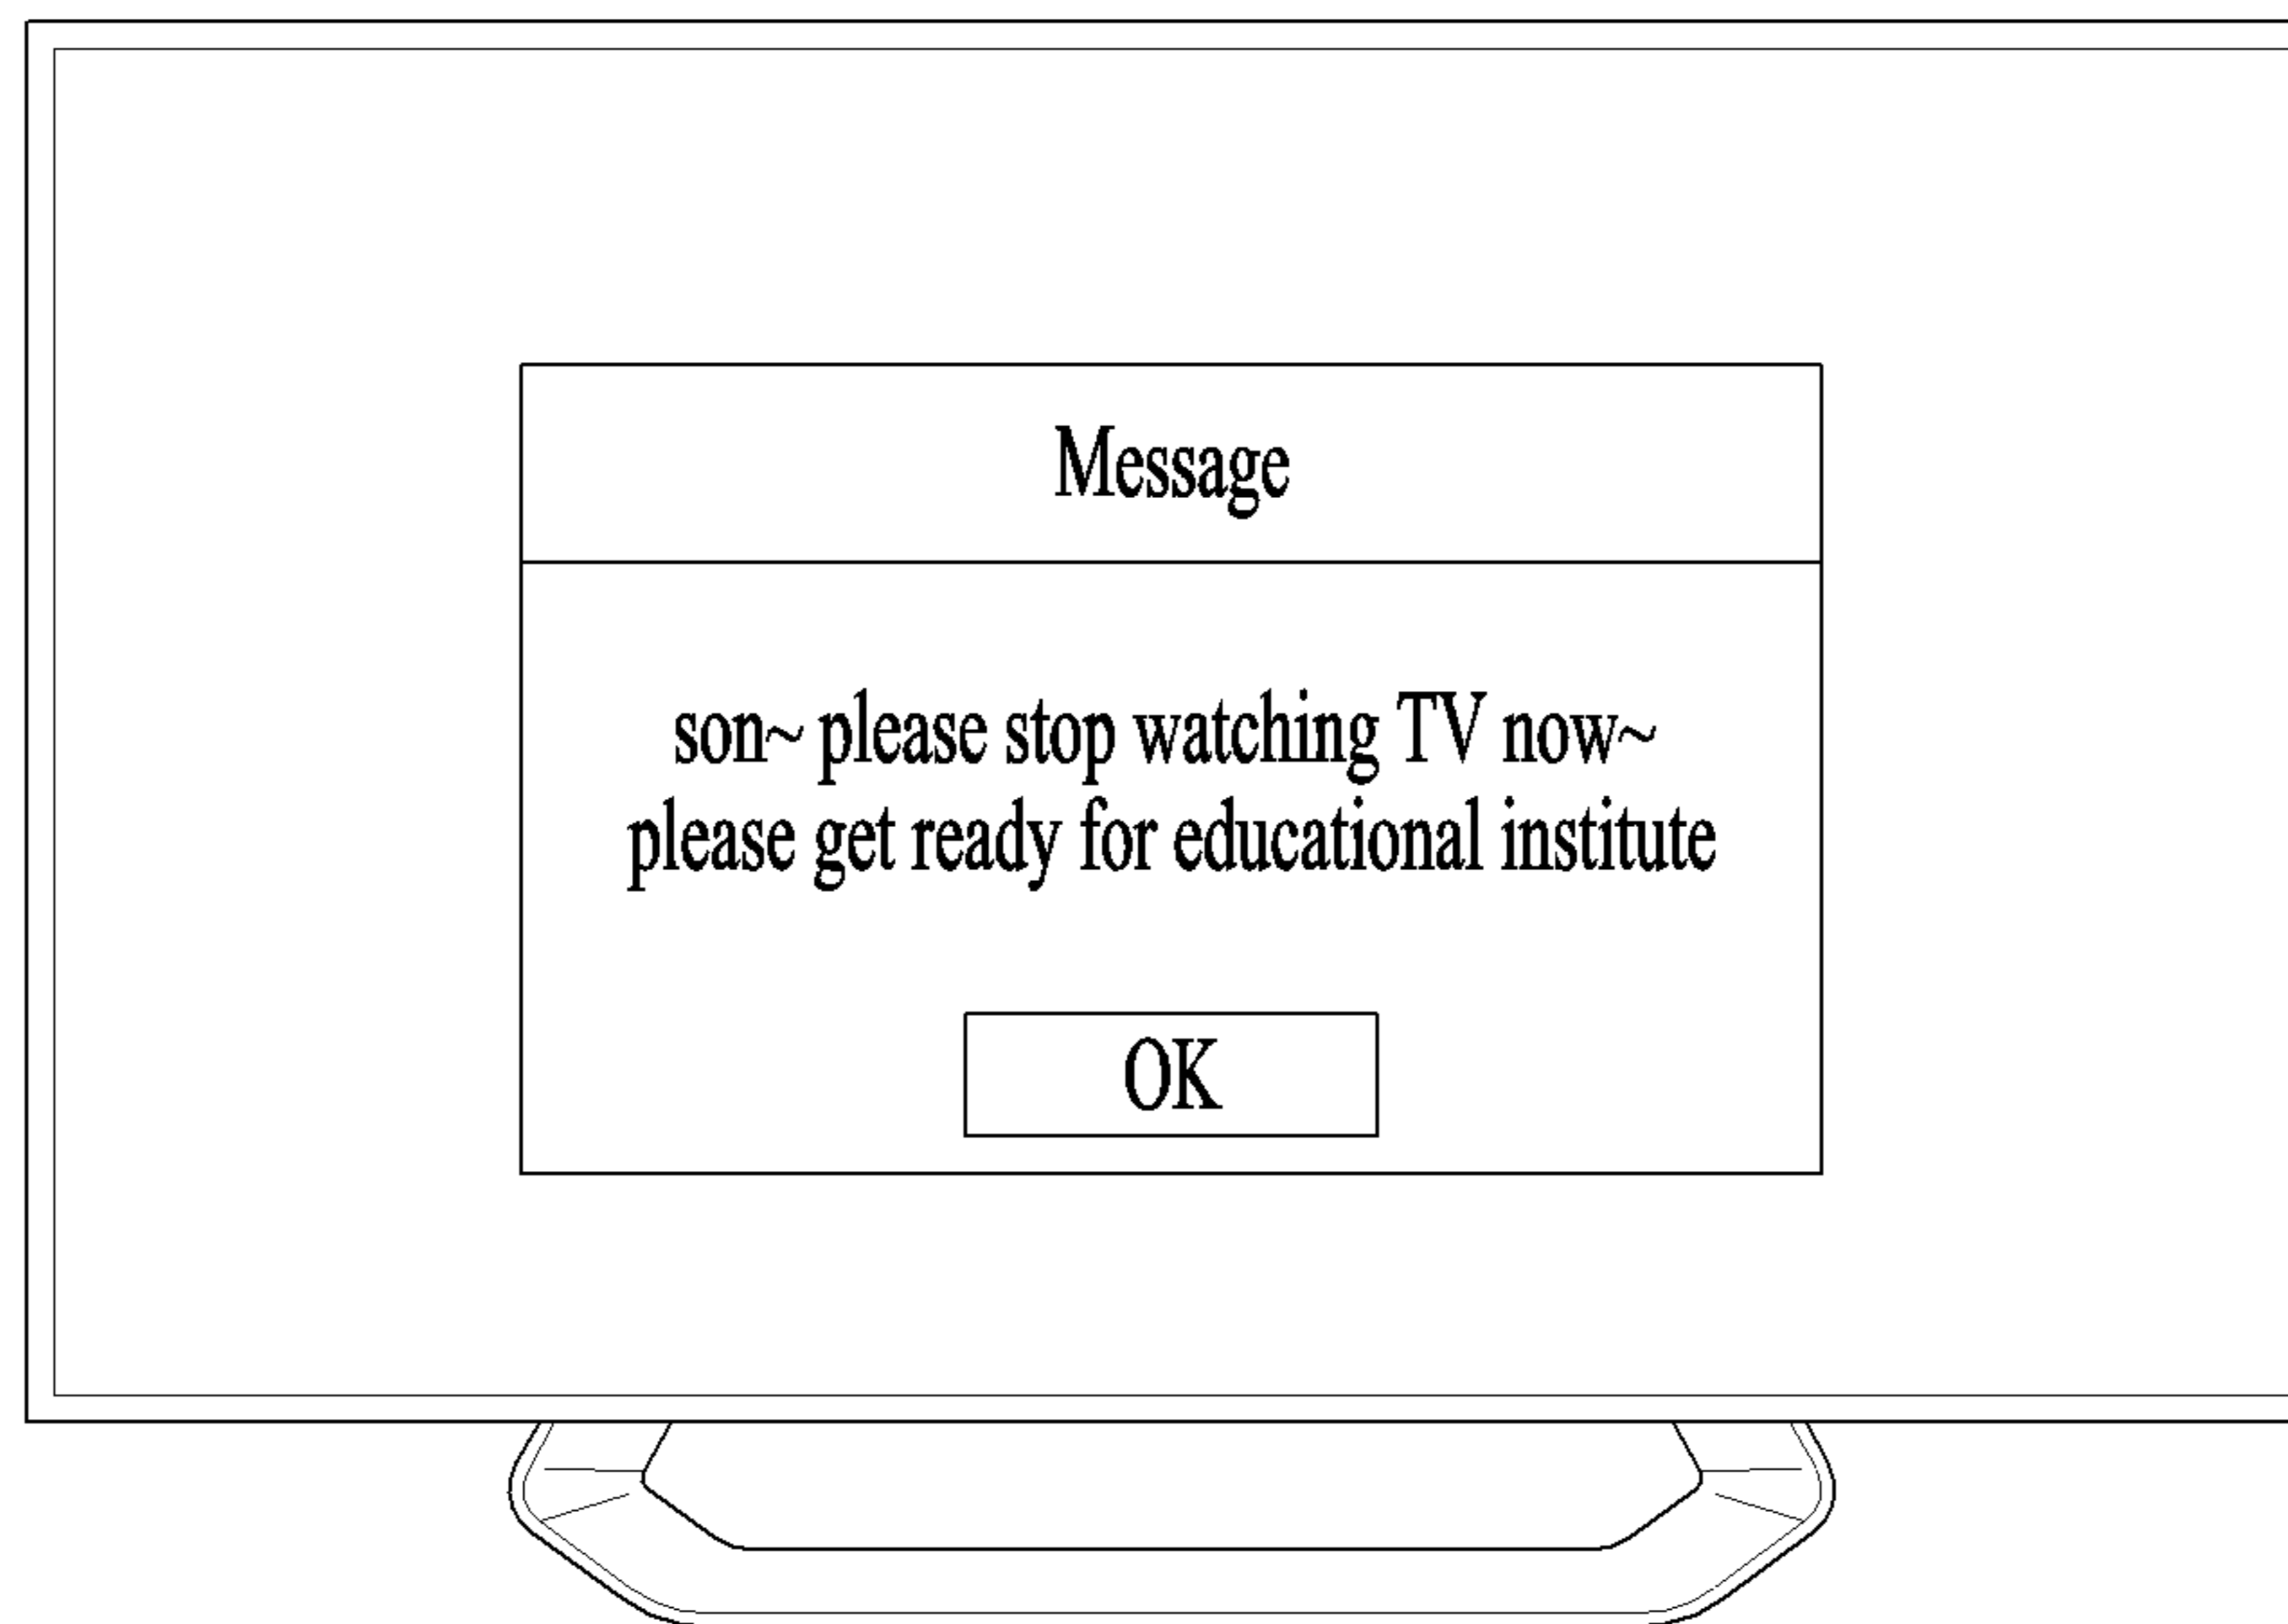 Message
son~ please stop watching TV now~
please get ready for educational institute
OK